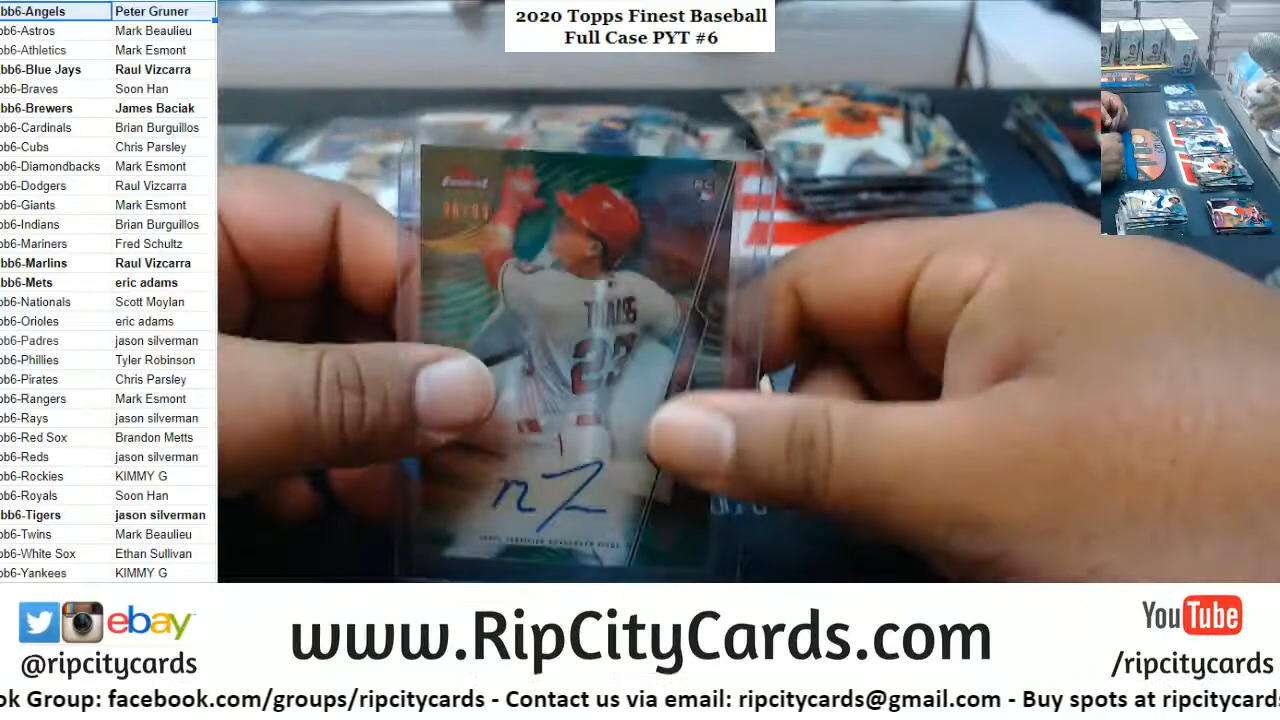 bb6-Angels Peter Gruner
bb6-Astros Mark Beaulieu
bb6-Athletics Mark Esmont
bb6-Blue Jays Raul Vizcarra
bb6-Braves Soon Han
bb6-Brewers James Baciak
bb6-Cardinals Brian Burguillos
bb6-Cubs Chris Parsley
bb6-Diamondbacks Mark Esmont
bb6-Dodgers Raul Vizcarra
bb6-Giants Mark Esmont
bb6-Indians Brian Burguillos
bb6-Mariners Fred Schultz
bb6-Marlins Raul Vizcarra
bb6-Mets eric adams
bb6-Nationals Scott Moylan
bb6-Orioles eric adams
bb6-Padres jason silverman
bb6-Phillies Tyler Robinson
bb6-Pirates Chris Parsley
bb6-Rangers Mark Esmont
bb6-Rays jason silverman
bb6-Red Sox Brandon Metts
bb6-Reds jason silverman
bb6-Rockies KIMMY G
bb6-Royals Soon Han
bb6-Tigers jason silverman
bb6-Twins Mark Beaulieu
bb6-White Sox Ethan Sullivan
bb6-Yankees KIMMY G
2020 Topps Finest Baseball
Full Case PYT #6
Finest
RC
ebay
@ripcitycards
www.RipCityCards.com
YouTube
/ripcitycards
ok Group: facebook.com/groups/ripcitycards - Contact us via email: ripcitycards@gmail.com - Buy spots at ripcitycards